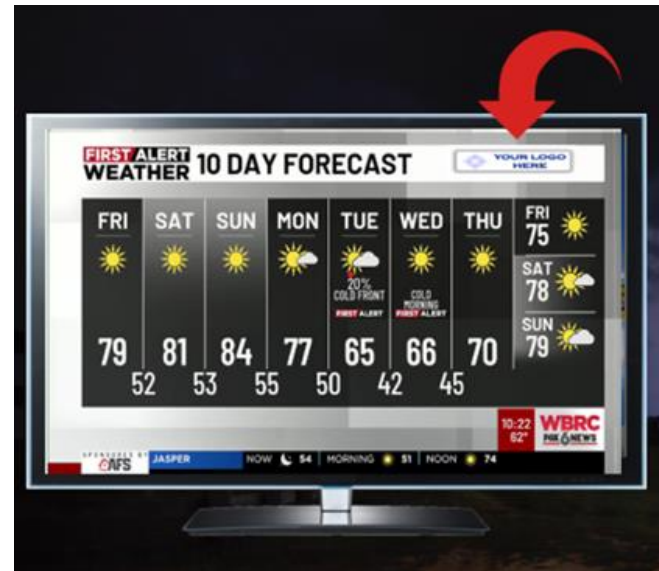 FIRST ALERT
WEATHER
10 DAY FORECAST
YOUR LOGO
HERE
FRI SAT SUN MON TUE WED THU
20%
COLD FRONT
FIRST ALERT
COLD
MORNING
FIRST ALERT
79 81 84 77 65 66 70
52 53 55 50 42 45
FRI
75
SAT
78
SUN
79
10:22
62°
WBRC
FOX 6 NEWS
SPONSORED BY
AFS
JASPER NOW 54 MORNING 51 NOON 74